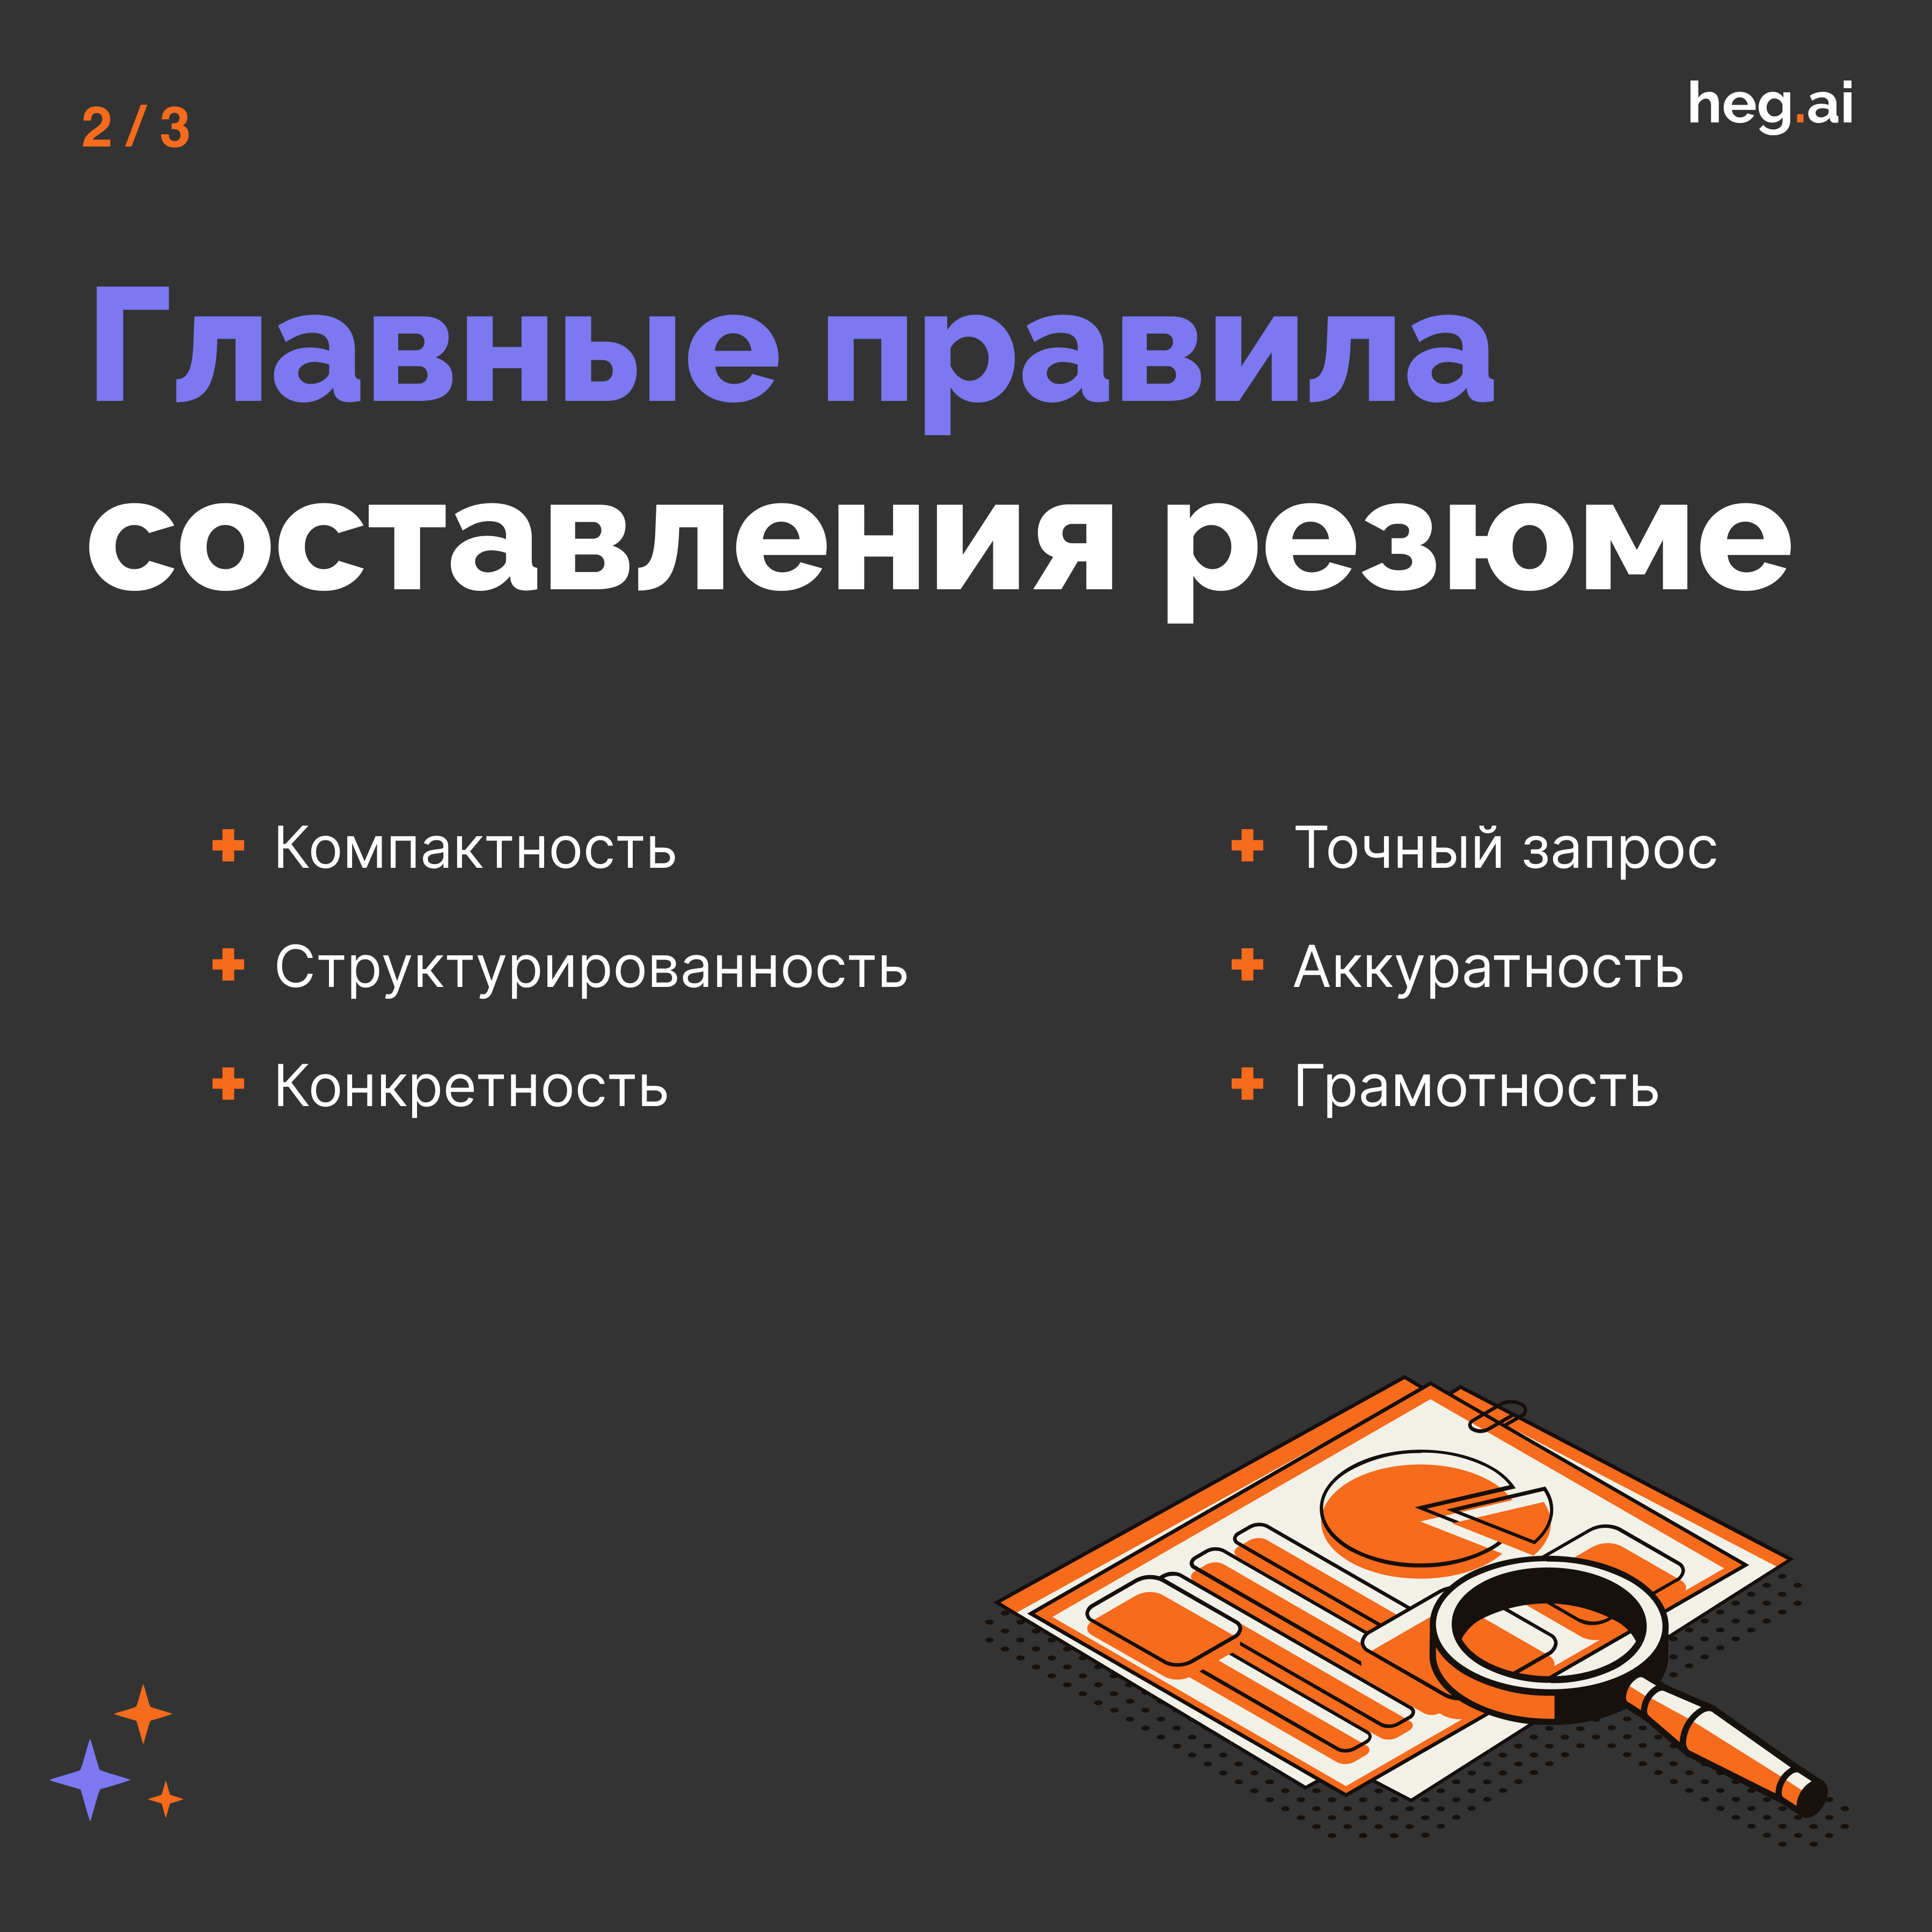 2/3
heg.ai
Главные правила
составления резюме
Компактность
Структурированность
Конкретность
Точный запрос
Аккуратность
Грамотность